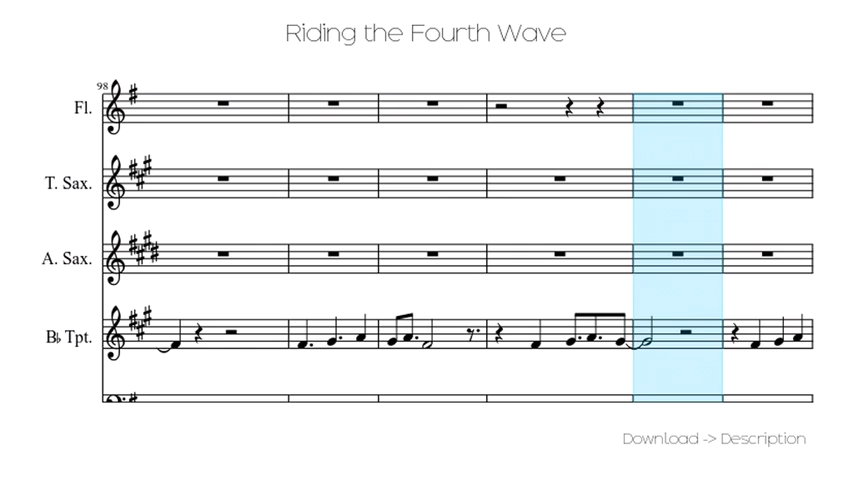 Riding the Fourth Wave
98
Fl.
T. Sax.
A. Sax.
B♭ Tpt.
Download -> Description